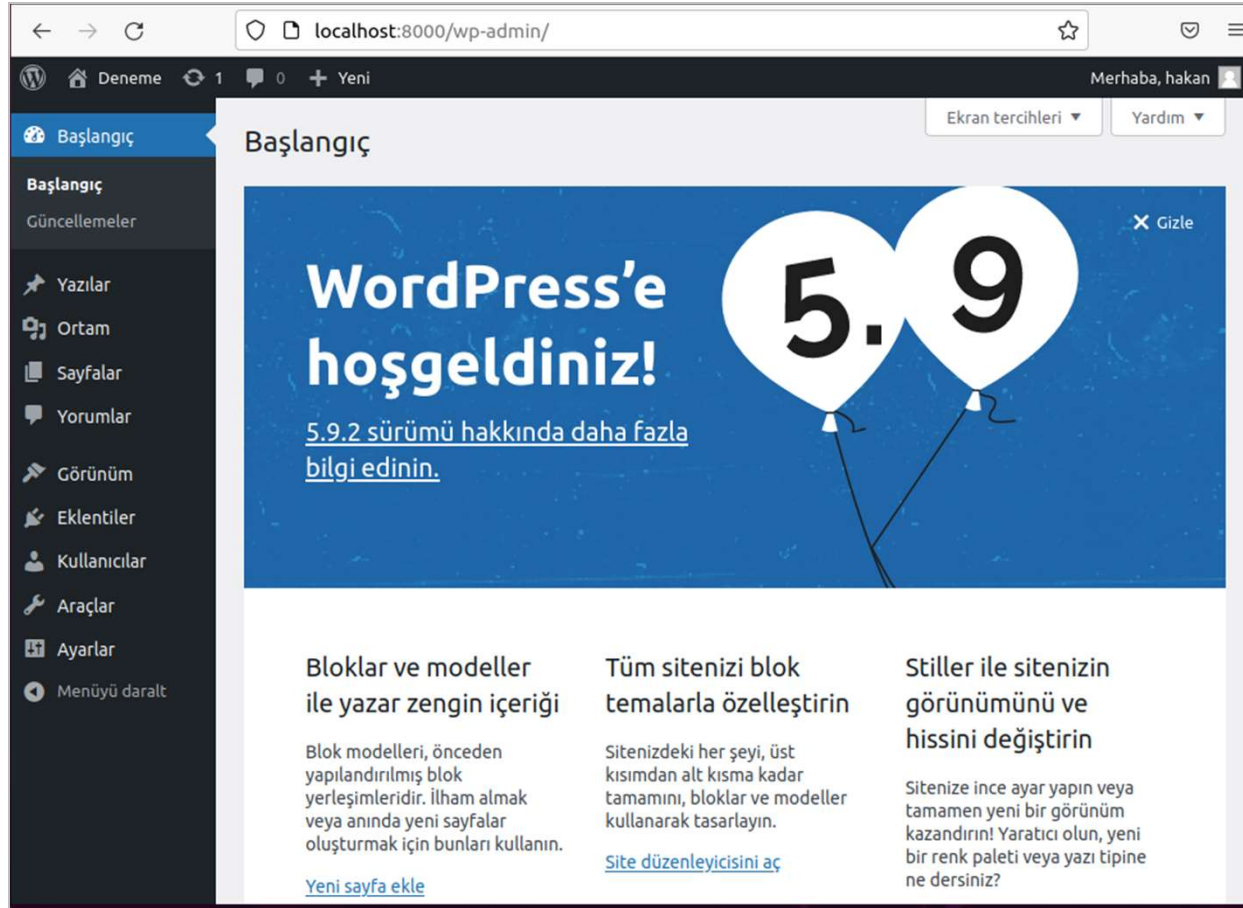 localhost:8000/wp-admin/
Deneme 1 0 + Yeni
Merhaba, hakan
Başlangıç
Başlangıç
Güncellemeler
Yazılar
Ortam
Sayfalar
Yorumlar
Görünüm
Eklentiler
Kullanıcılar
Araçlar
Ayarlar
Menüyü daralt
Ekran tercihleri ▼
Yardım ▼
Başlangıç
Gizle
WordPress’e
hoşgeldiniz!
5.9.2 sürümü hakkında daha fazla
bilgi edinin.
5.9
Bloklar ve modeller
ile yazar zengin içeriği
Blok modelleri, önceden
yapılandırılmış blok
yerleşimleridir. İlham almak
veya anında yeni sayfalar
oluşturmak için bunları kullanın.
Yeni sayfa ekle
Tüm sitenizi blok
temalarla özelleştirin
Sitenizdeki her şeyi, üst
kısımdan alt kısma kadar
tamamını, bloklar ve modeller
kullanarak tasarlayın.
Site düzenleyicisini aç
Stiller ile sitenizin
görünümünü ve
hissini değiştirin
Sitenize ince ayar yapın veya
tamamen yeni bir görünüm
kazandırın! Yaratıcı olun, yeni
bir renk paleti veya yazı tipine
ne dersiniz?